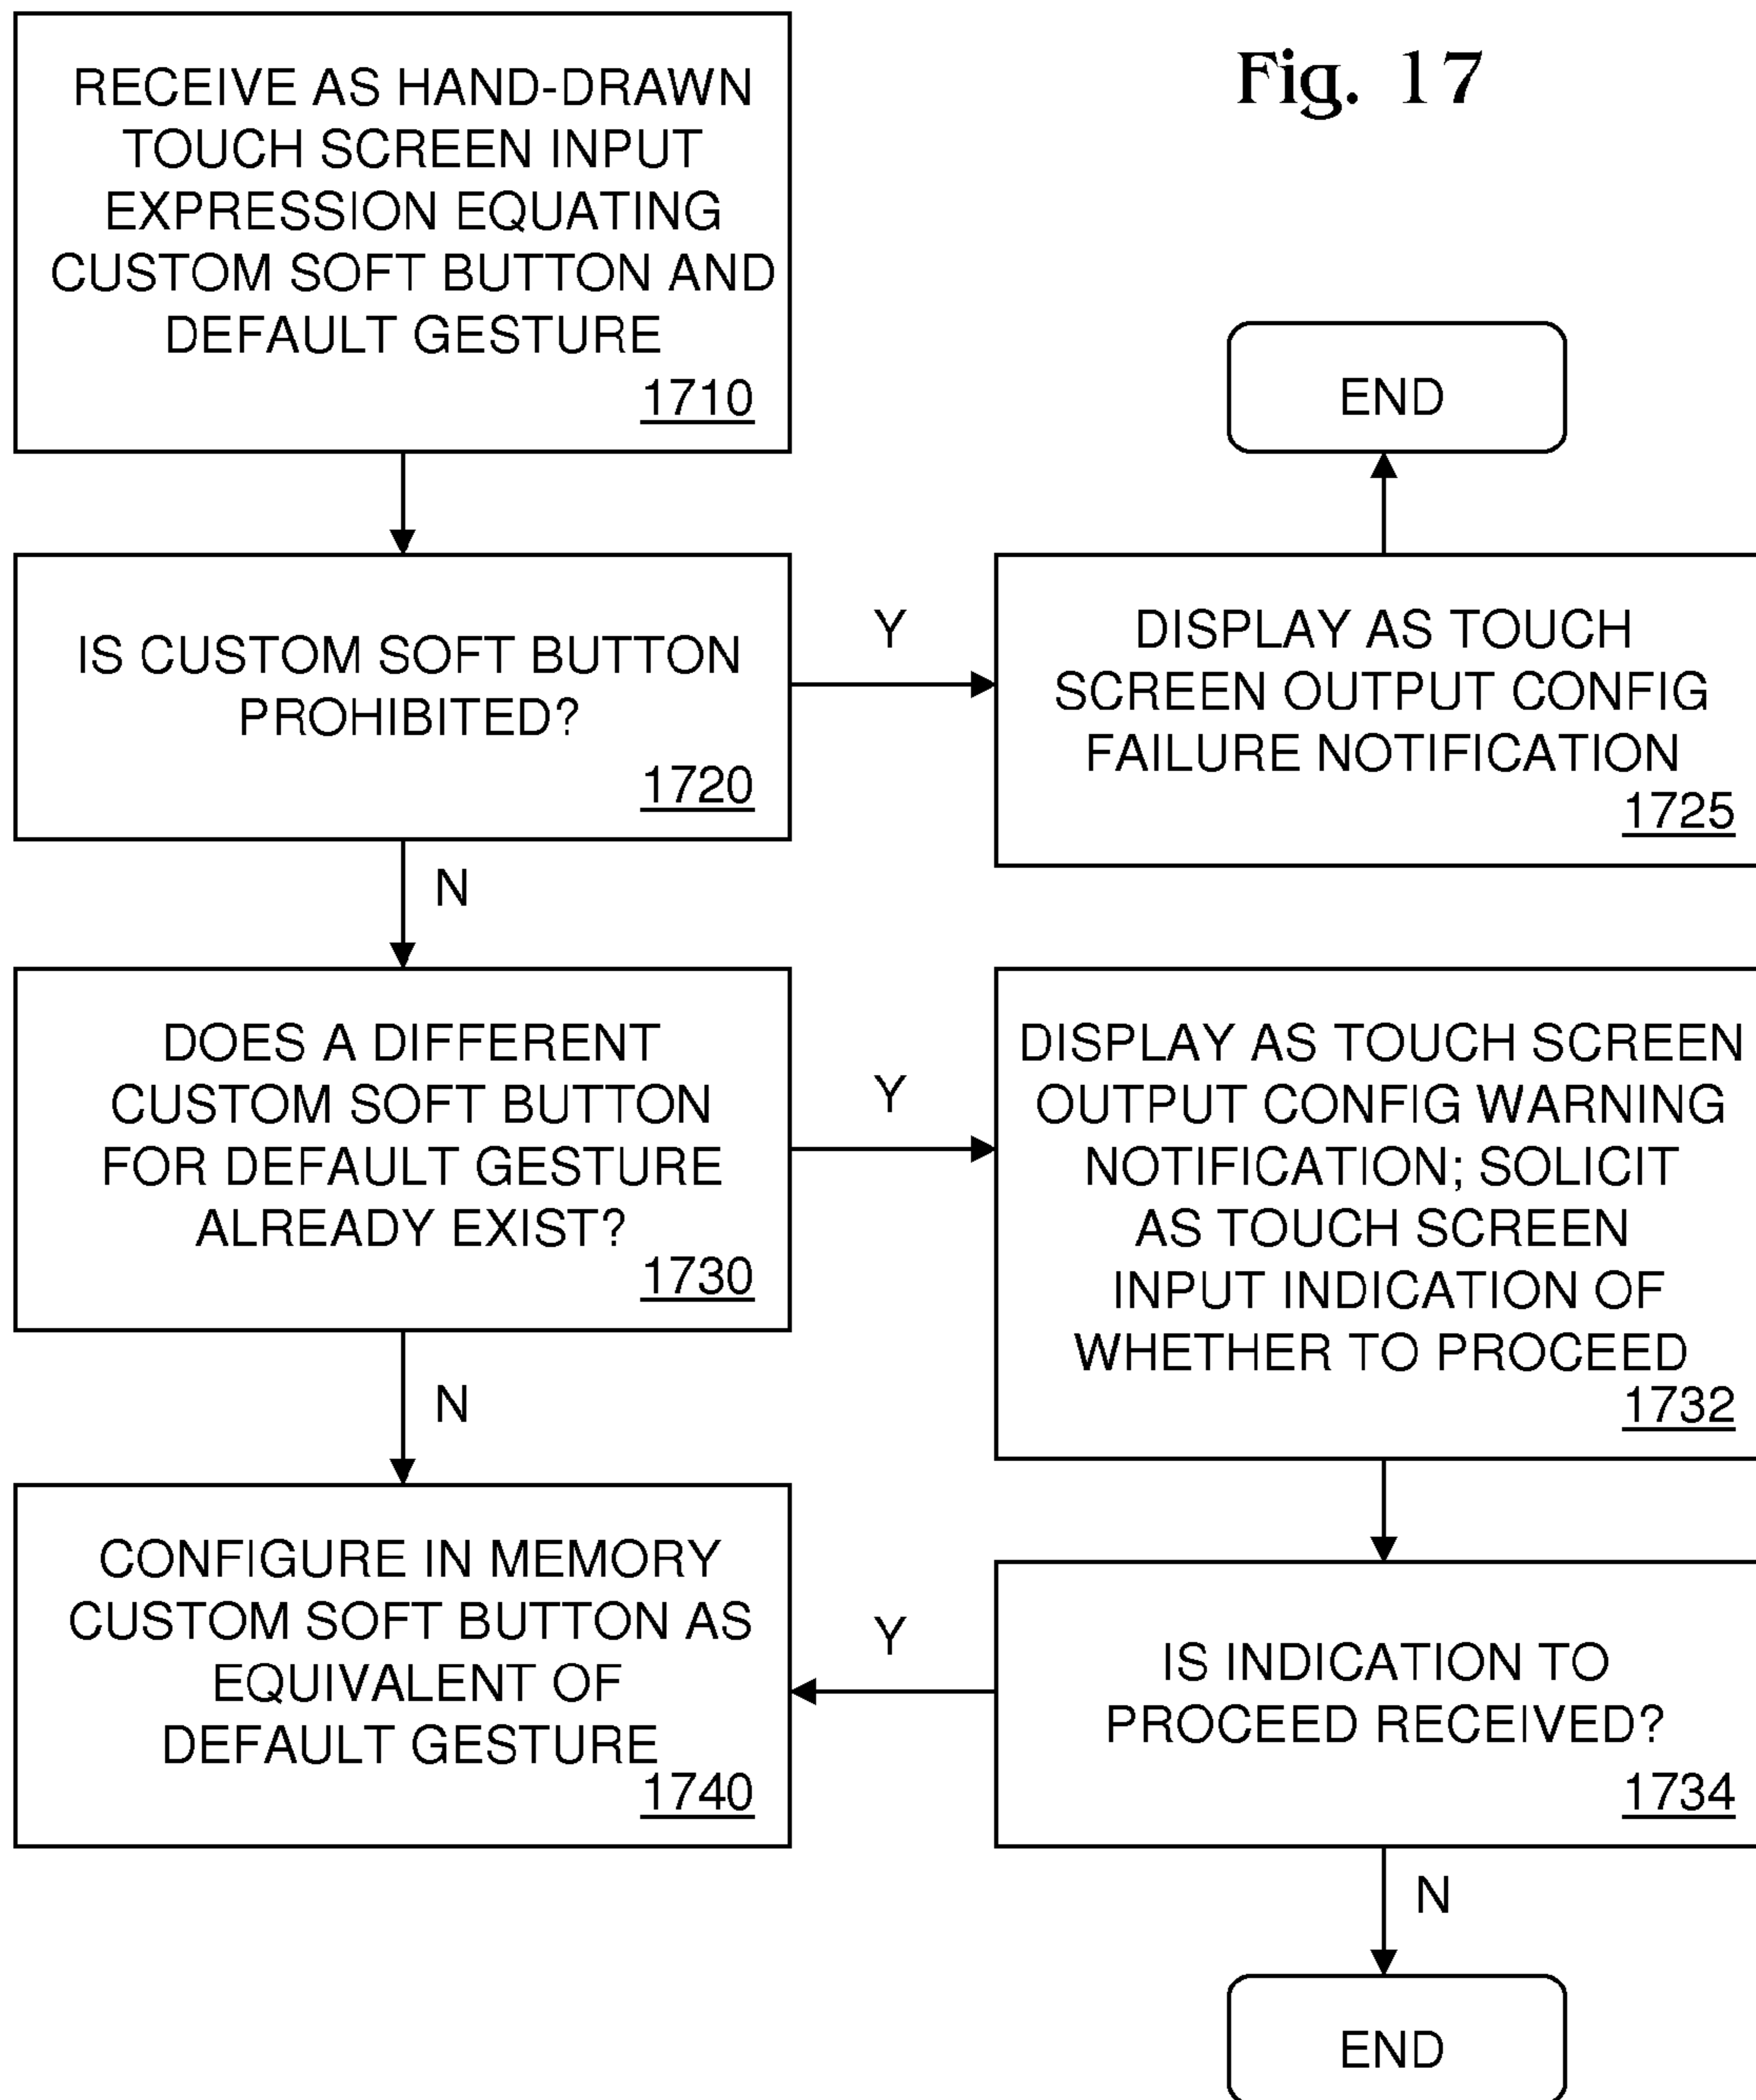 Fig. 17
RECEIVE AS HAND-DRAWN
TOUCH SCREEN INPUT
EXPRESSION EQUATING
CUSTOM SOFT BUTTON AND
DEFAULT GESTURE
1710
END
IS CUSTOM SOFT BUTTON
PROHIBITED?
1720
Y
DISPLAY AS TOUCH
SCREEN OUTPUT CONFIG
FAILURE NOTIFICATION
1725
N
DOES A DIFFERENT
CUSTOM SOFT BUTTON
FOR DEFAULT GESTURE
ALREADY EXIST?
1730
Y
DISPLAY AS TOUCH SCREEN
OUTPUT CONFIG WARNING
NOTIFICATION; SOLICIT
AS TOUCH SCREEN
INPUT INDICATION OF
WHETHER TO PROCEED
1732
N
CONFIGURE IN MEMORY
CUSTOM SOFT BUTTON AS
EQUIVALENT OF
DEFAULT GESTURE
1740
Y
IS INDICATION TO
PROCEED RECEIVED?
1734
N
END